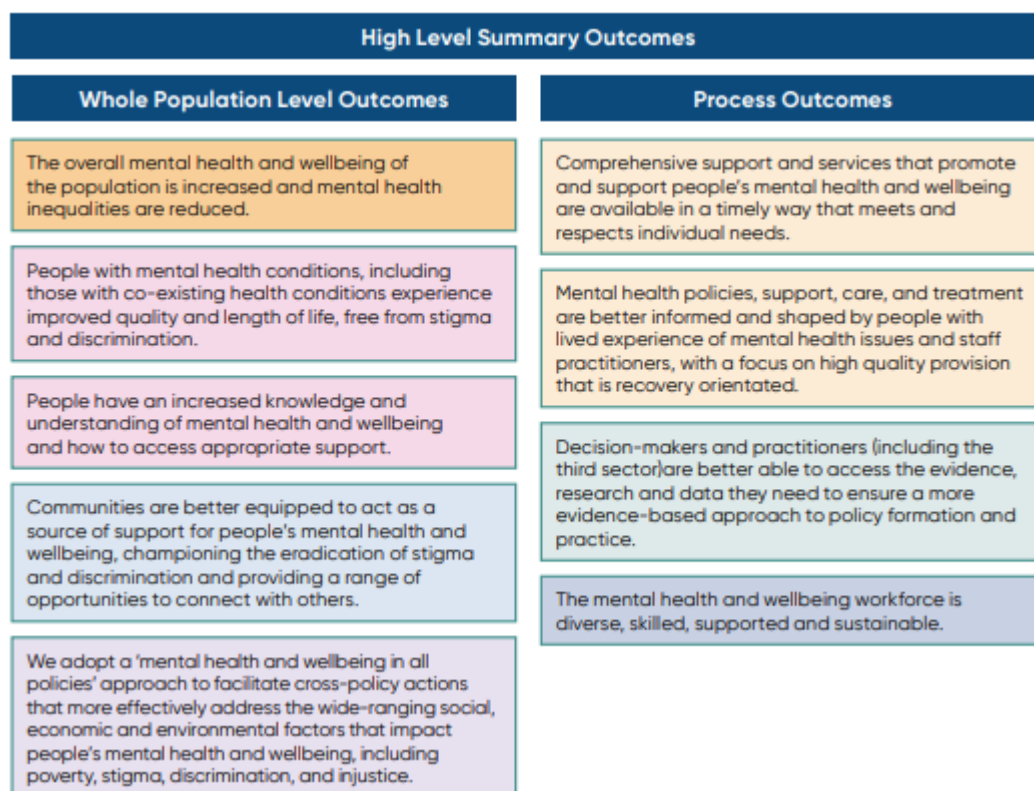 High Level Summary Outcomes
Whole Population Level Outcomes
The overall mental health and wellbeing of
the population is increased and mental health
inequalities are reduced.
People with mental health conditions, including
those with co-existing health conditions experience
improved quality and length of life, free from stigma
and discrimination.
People have an increased knowledge and
understanding of mental health and wellbeing
and how to access appropriate support.
Communities are better equipped to act as a
source of support for people's mental health and
wellbeing, championing the eradication of stigma
and discrimination and providing a range of
opportunities to connect with others.
We adopt a 'mental health and wellbeing in all
policies' approach to facilitate cross-policy actions
that more effectively address the wide-ranging social,
economic and environmental factors that impact
people's mental health and wellbeing, including
poverty, stigma, discrimination, and injustice.
Process Outcomes
Comprehensive support and services that promote
and support people's mental health and wellbeing
are available in a timely way that meets and
respects individual needs.
Mental health policies, support, care, and treatment
are better informed and shaped by people with
lived experience of mental health issues and staff
practitioners, with a focus on high quality provision
that is recovery orientated.
Decision-makers and practitioners (including the
third sector)are better able to access the evidence,
research and data they need to ensure a more
evidence-based approach to policy formation and
practice.
The mental health and wellbeing workforce is
diverse, skilled, supported and sustainable.